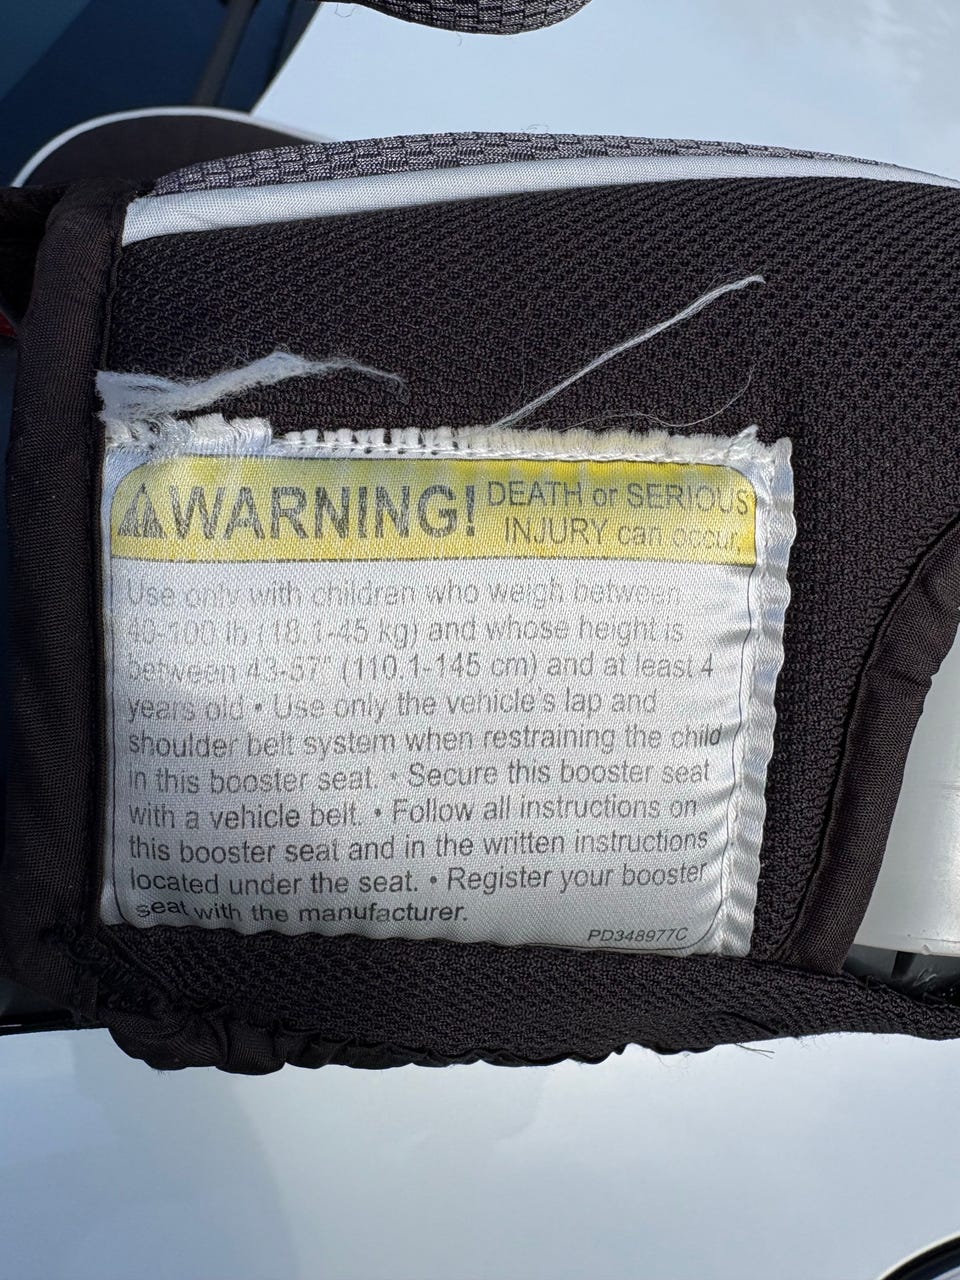 WARNING! DEATH or SERIOUS
INJURY can occur.
Use only with children who weigh between
40-100 lb (18.1-45 kg) and whose height is
between 43-57" (110.1-145 cm) and at least 4
years old • Use only the vehicle's lap and
shoulder belt system when restraining the child
in this booster seat. • Secure this booster seat
with a vehicle belt. • Follow all instructions on
this booster seat and in the written instructions
located under the seat. • Register your booster
seat with the manufacturer.
PD348977C